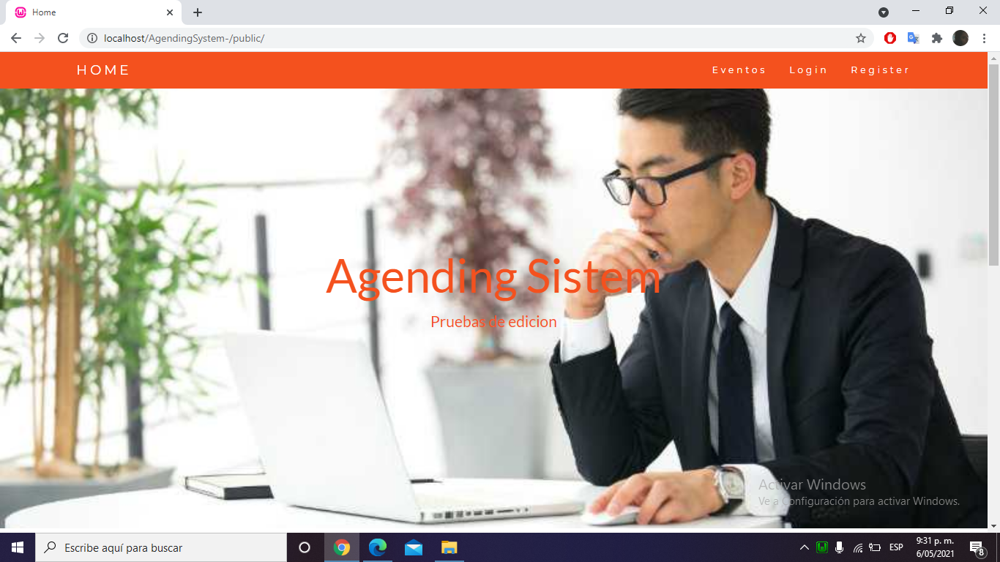 Home
localhost/AgendingSystem-/public/
HOME
Eventos Login Register
Agending Sistem
Pruebas de edicion
Activar Windows
Ve a Configuración para activar Windows.
Escribe aquí para buscar
ESP
9:31 p. m.
6/05/2021
8